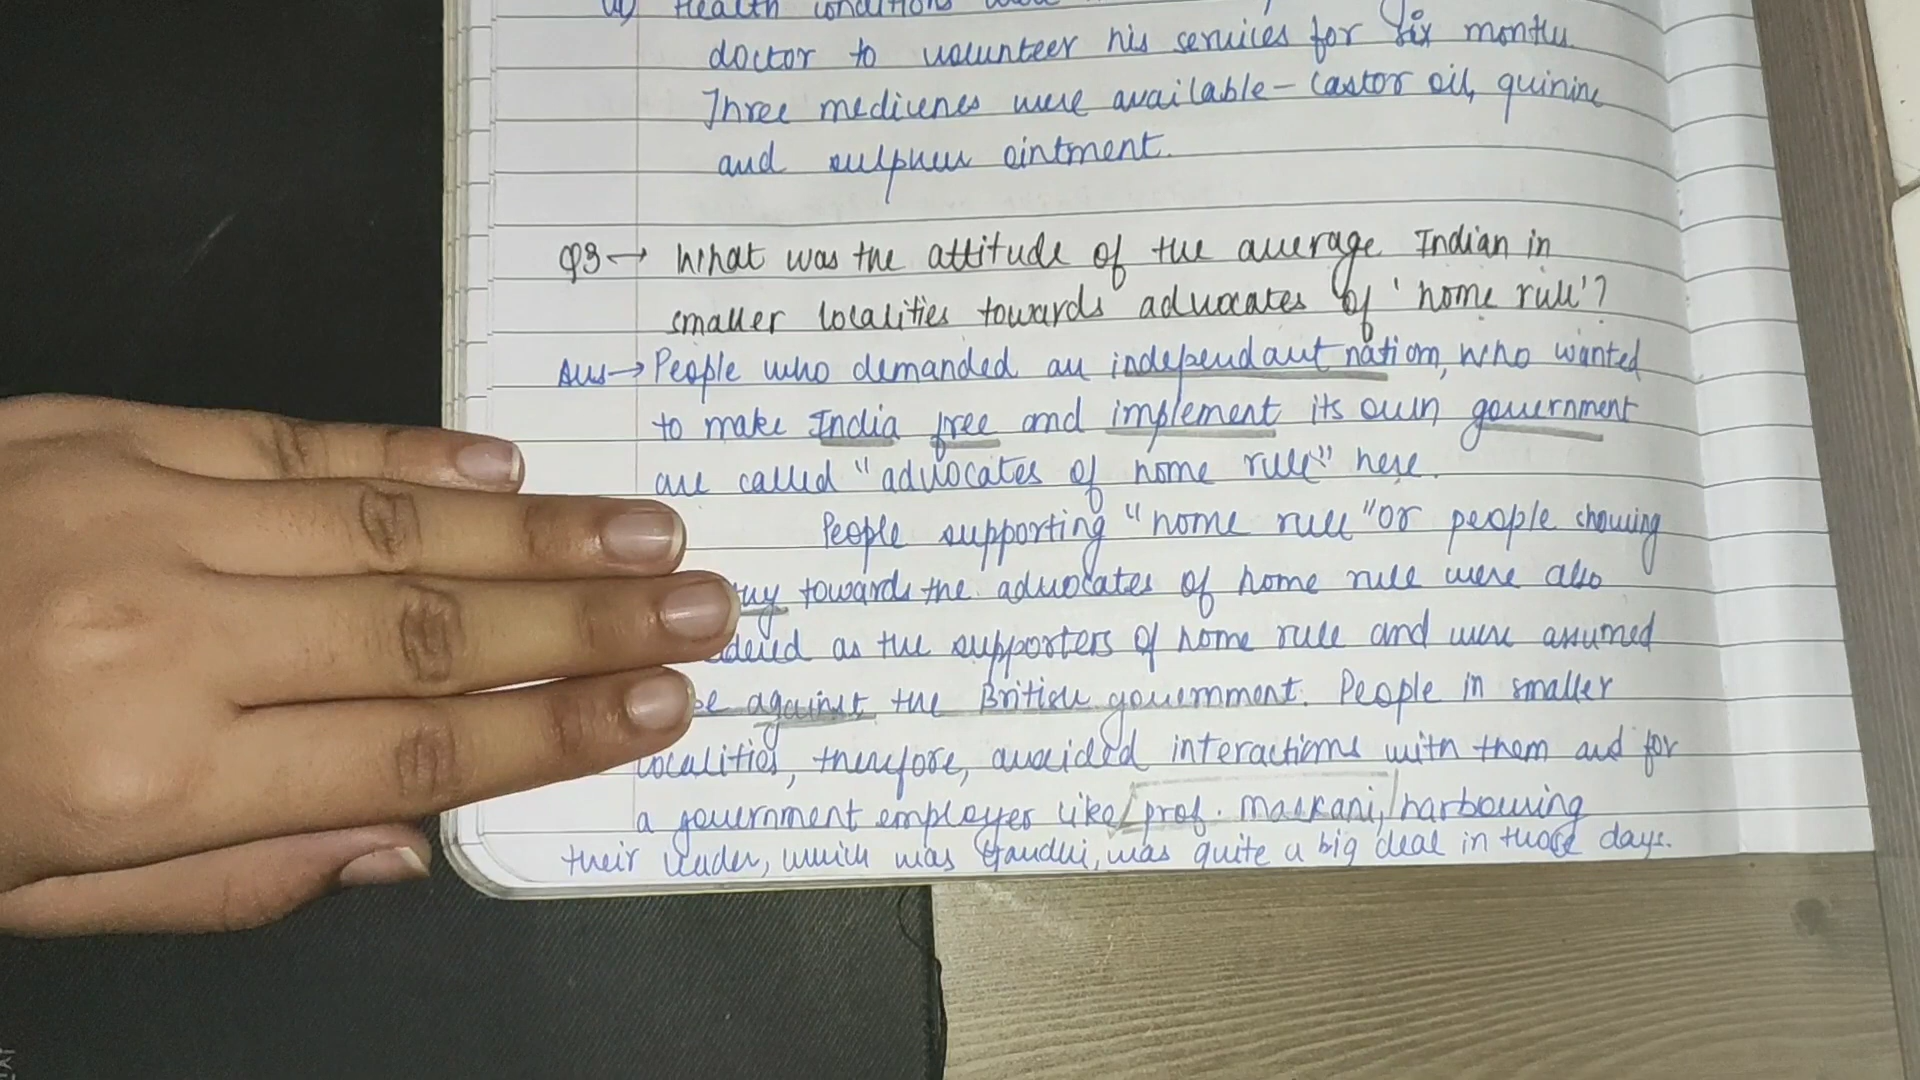 Health conditions
doctor to volunteer his services for six months.
Three medicenes were available - Castor oil, quinine
and sulphur ointment.
Q3 → What was the attitude of the average Indian in
smaller localities towards advocates of 'home rule'?
Ans → People who demanded an independant nation, who wanted
to make India free and implement its own government
are called "advocates of home rule" here.
People supporting "home rule" or people showing
towards the advocates of home rule were also
as the supporters of home rule and were assumed
be against the British government. People in smaller
localities, therefore, avoided interactions with them and for
a government employee like prof. Malkani, harbouring
their leader, which was Gandhi, was quite a big deal in those days.